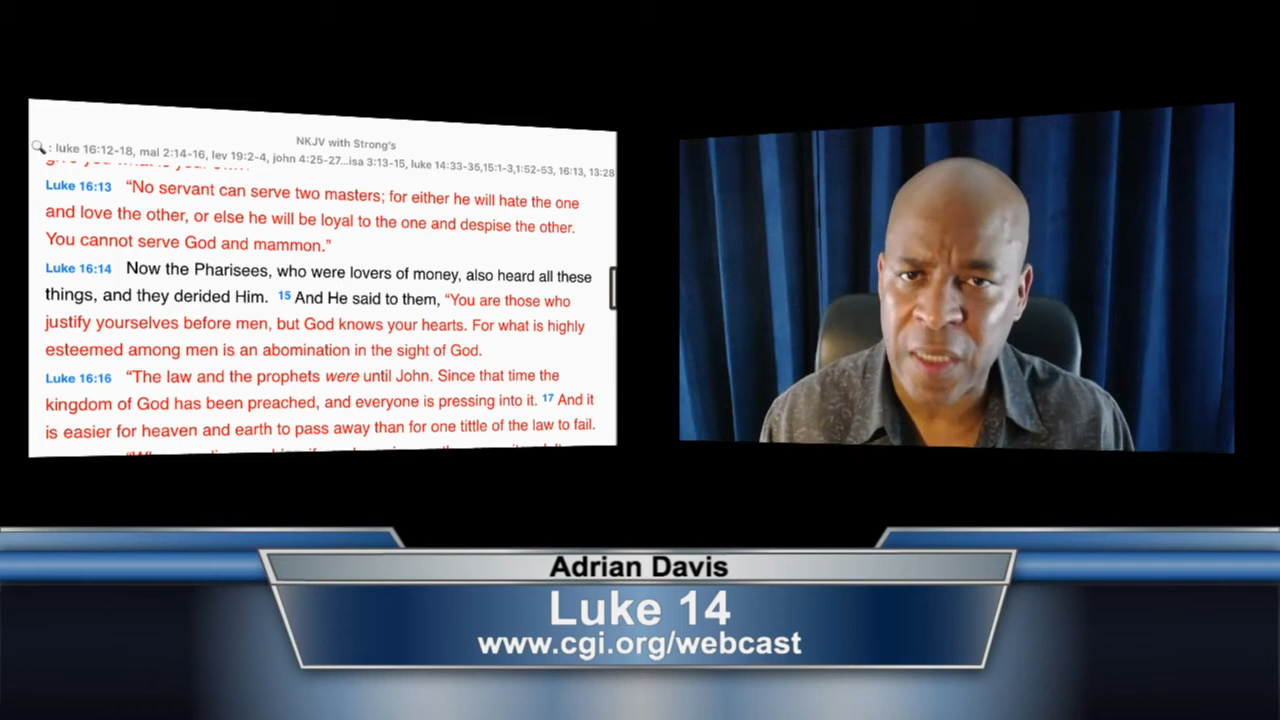 NKJV with Strong's
: luke 16:12-18, mal 2:14-16, lev 19:2-4, john 4:25-27...isa 3:13-15, luke 14:33-35,15:1-3,1:52-53, 16:13, 13:28
Luke 16:13 “No servant can serve two masters; for either he will hate the one
and love the other, or else he will be loyal to the one and despise the other.
You cannot serve God and mammon.”
Luke 16:14 Now the Pharisees, who were lovers of money, also heard all these
things, and they derided Him. 15 And He said to them, “You are those who
justify yourselves before men, but God knows your hearts. For what is highly
esteemed among men is an abomination in the sight of God.
Luke 16:16 “The law and the prophets were until John. Since that time the
kingdom of God has been preached, and everyone is pressing into it. 17 And it
is easier for heaven and earth to pass away than for one tittle of the law to fail.
Adrian Davis
Luke 14
www.cgi.org/webcast